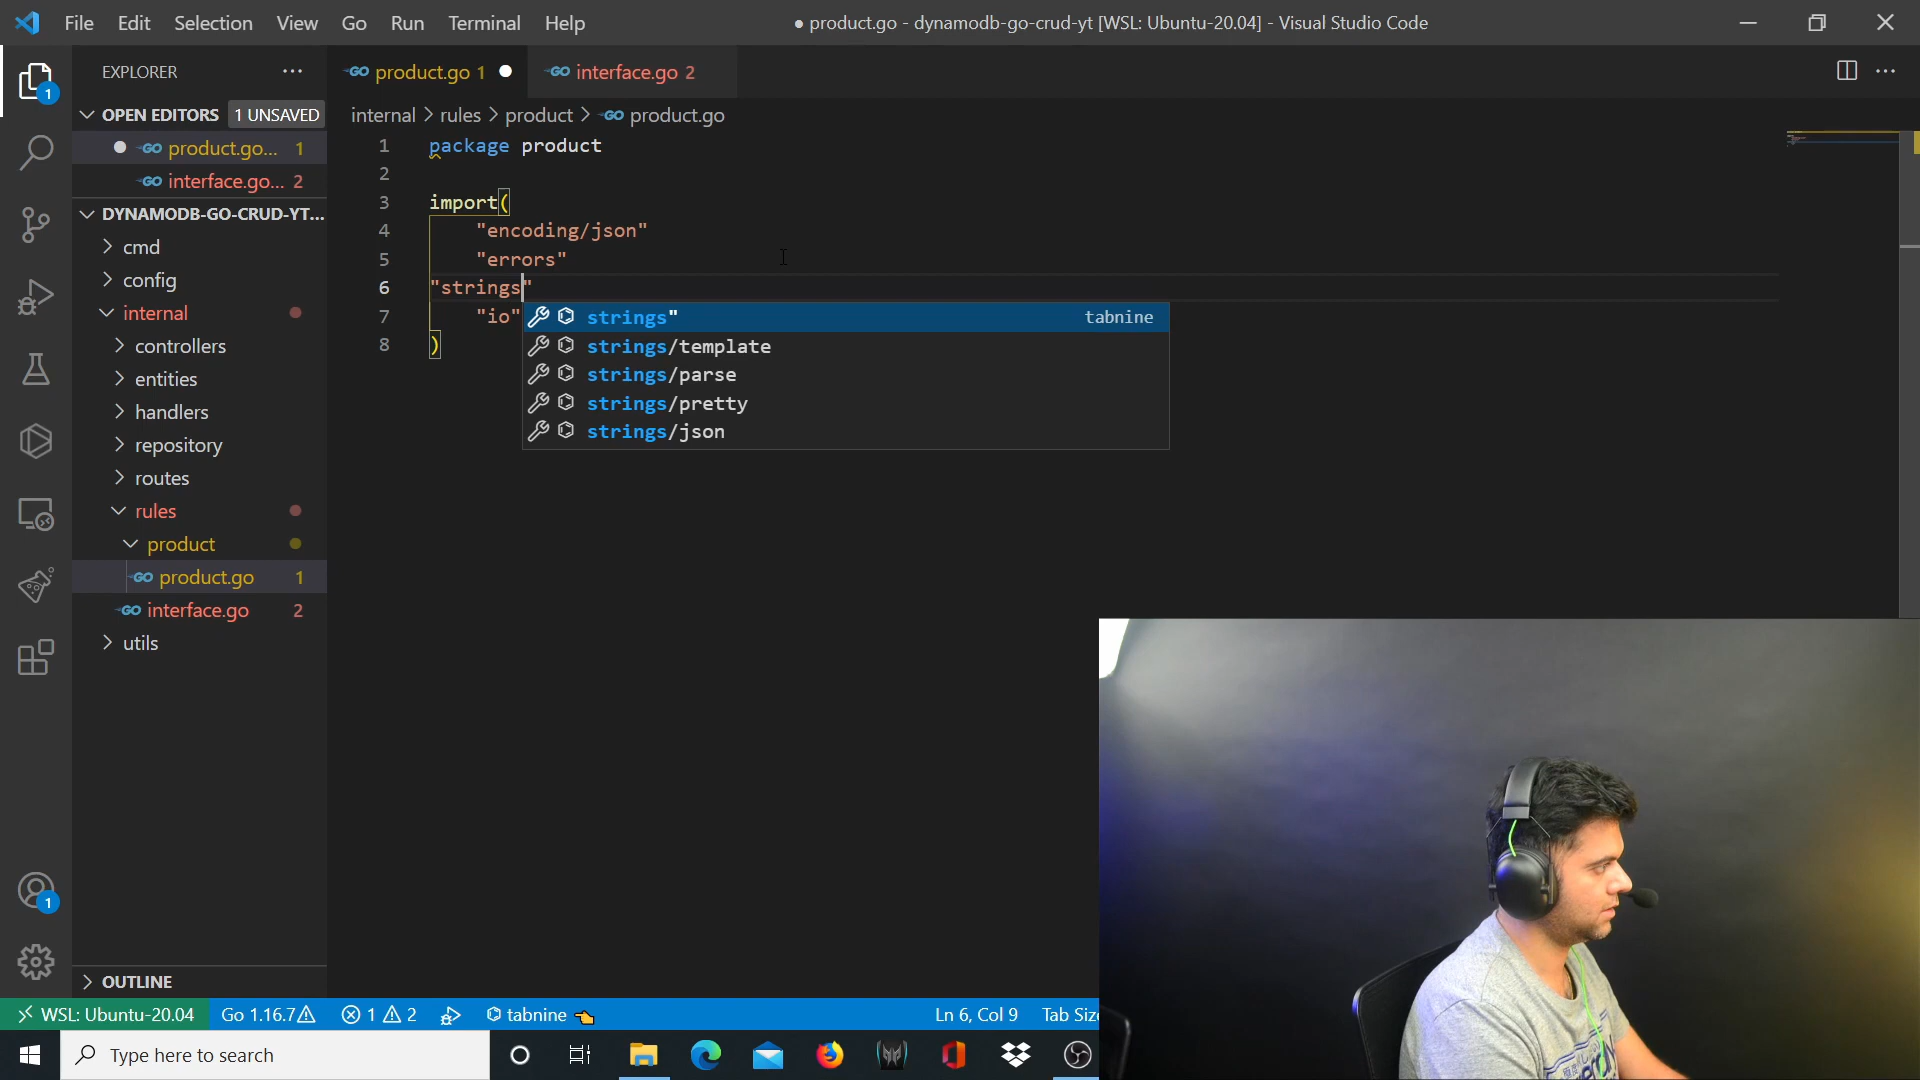 File Edit Selection View Go Run Terminal Help
● product.go - dynamodb-go-crud-yt [WSL: Ubuntu-20.04] - Visual Studio Code
EXPLORER
product.go 1
interface.go 2
OPEN EDITORS 1 UNSAVED
internal > rules > product > product.go
product.go... 1
interface.go... 2
DYNAMODB-GO-CRUD-YT...
cmd
config
internal
controllers
entities
handlers
repository
routes
rules
product
product.go 1
interface.go 2
utils
OUTLINE
1 package product
2
3 import(
4 "encoding/json"
5 "errors"
6 "strings"
7 "io"
8 )
strings" tabnine
strings/template
strings/parse
strings/pretty
strings/json
1
1
WSL: Ubuntu-20.04 Go 1.16.7 1 2 tabnine Ln 6, Col 9
Type here to search